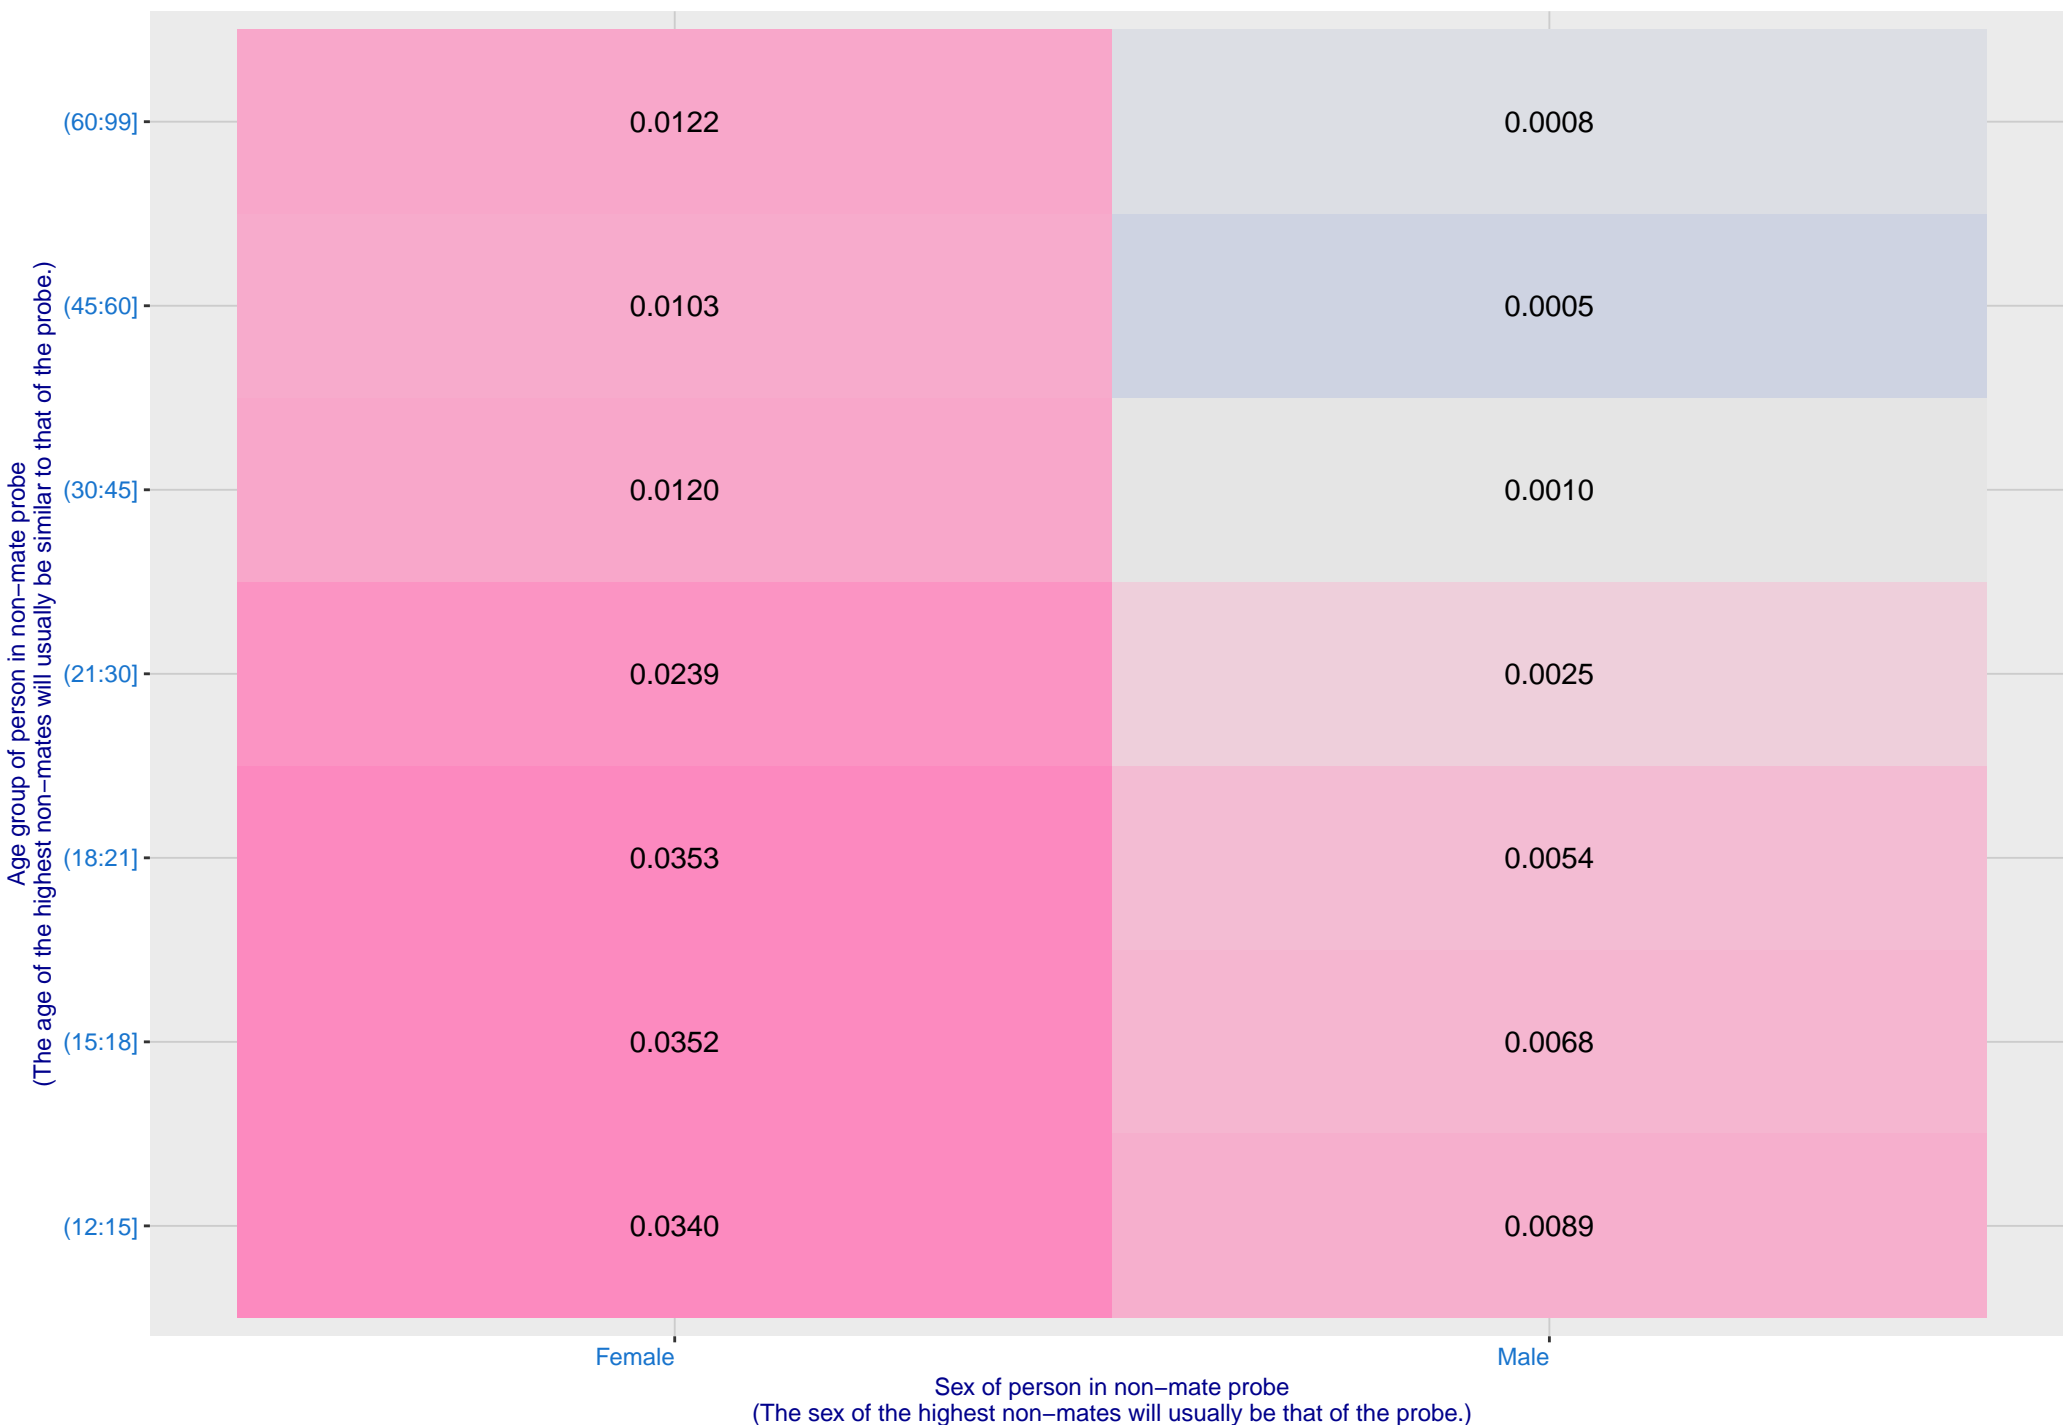 Age group of person in non−mate probe
(The age of the highest non−mates will usually be similar to that of the probe.)
(60:99] 0.0122 0.0008
(45:60] 0.0103 0.0005
(30:45] 0.0120 0.0010
(21:30] 0.0239 0.0025
(18:21] 0.0353 0.0054
(15:18] 0.0352 0.0068
(12:15] 0.0340 0.0089
Female Male
Sex of person in non−mate probe
(The sex of the highest non−mates will usually be that of the probe.)